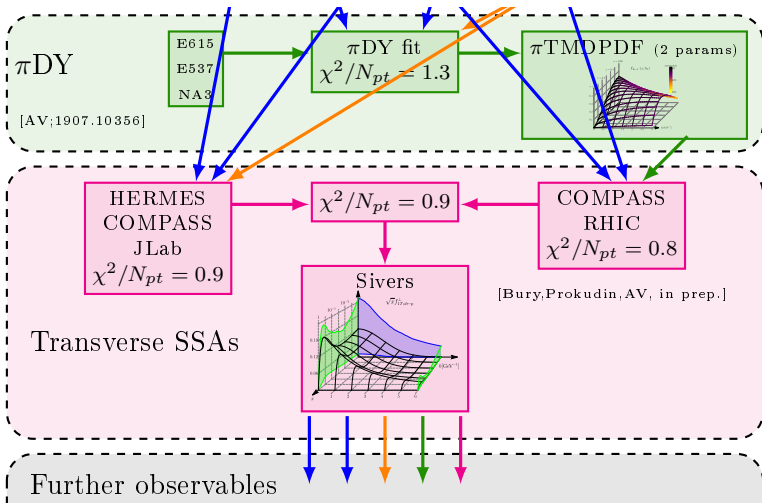 πDY
E615
E537
NA3
[AV;1907.10356]
πDY fit
χ²/N_pt = 1.3
πTMDPDF (2 params)
HERMES
COMPASS
JLab
χ²/N_pt = 0.9
χ²/N_pt = 0.9
COMPASS
RHIC
χ²/N_pt = 0.8
Sivers
[Bury,Prokudin,AV, in prep.]
Transverse SSAs
Further observables